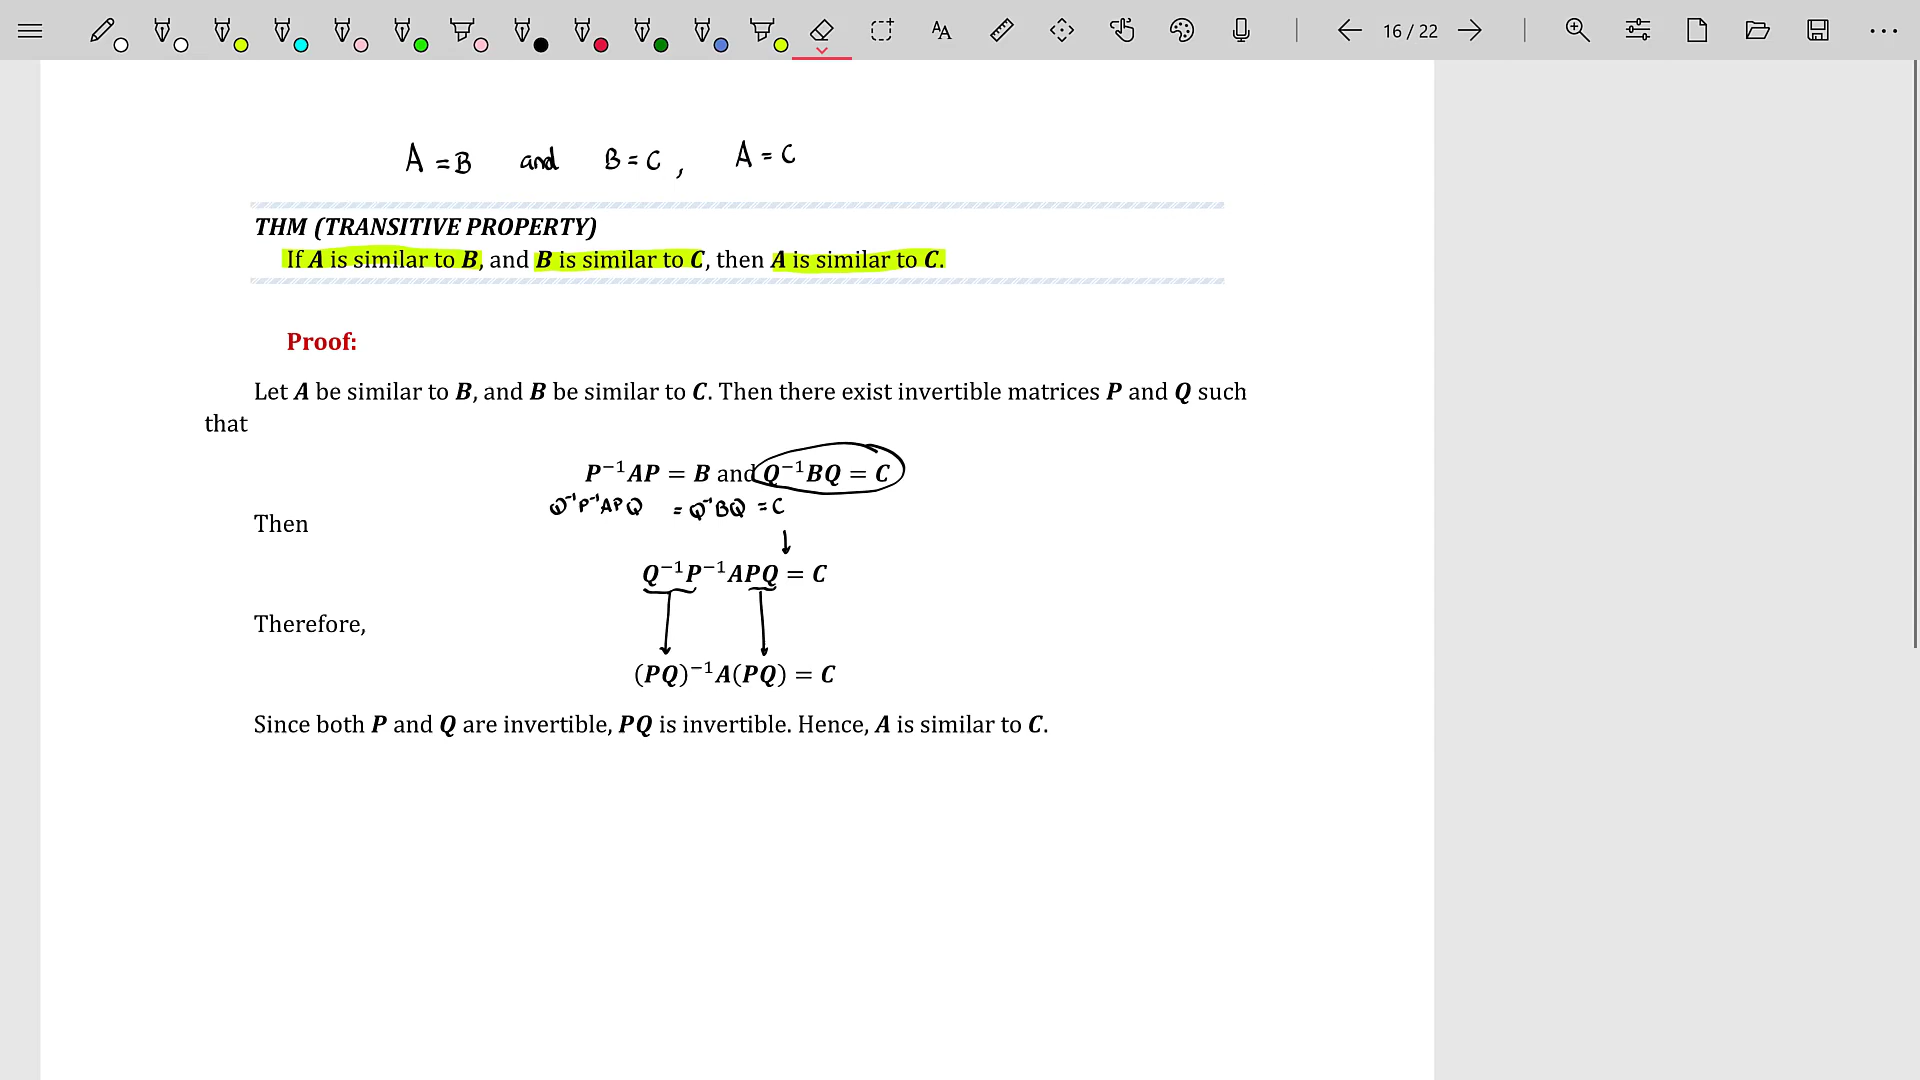 16 / 22
A = B and B = C , A = C
THM (TRANSITIVE PROPERTY)
If A is similar to B, and B is similar to C, then A is similar to C.
Proof:
Let A be similar to B, and B be similar to C. Then there exist invertible matrices P and Q such
that
P⁻¹AP = B and Q⁻¹BQ = C
Q⁻¹P⁻¹APQ = Q⁻¹BQ = C
Then
Q⁻¹P⁻¹APQ = C
Therefore,
(PQ)⁻¹A(PQ) = C
Since both P and Q are invertible, PQ is invertible. Hence, A is similar to C.